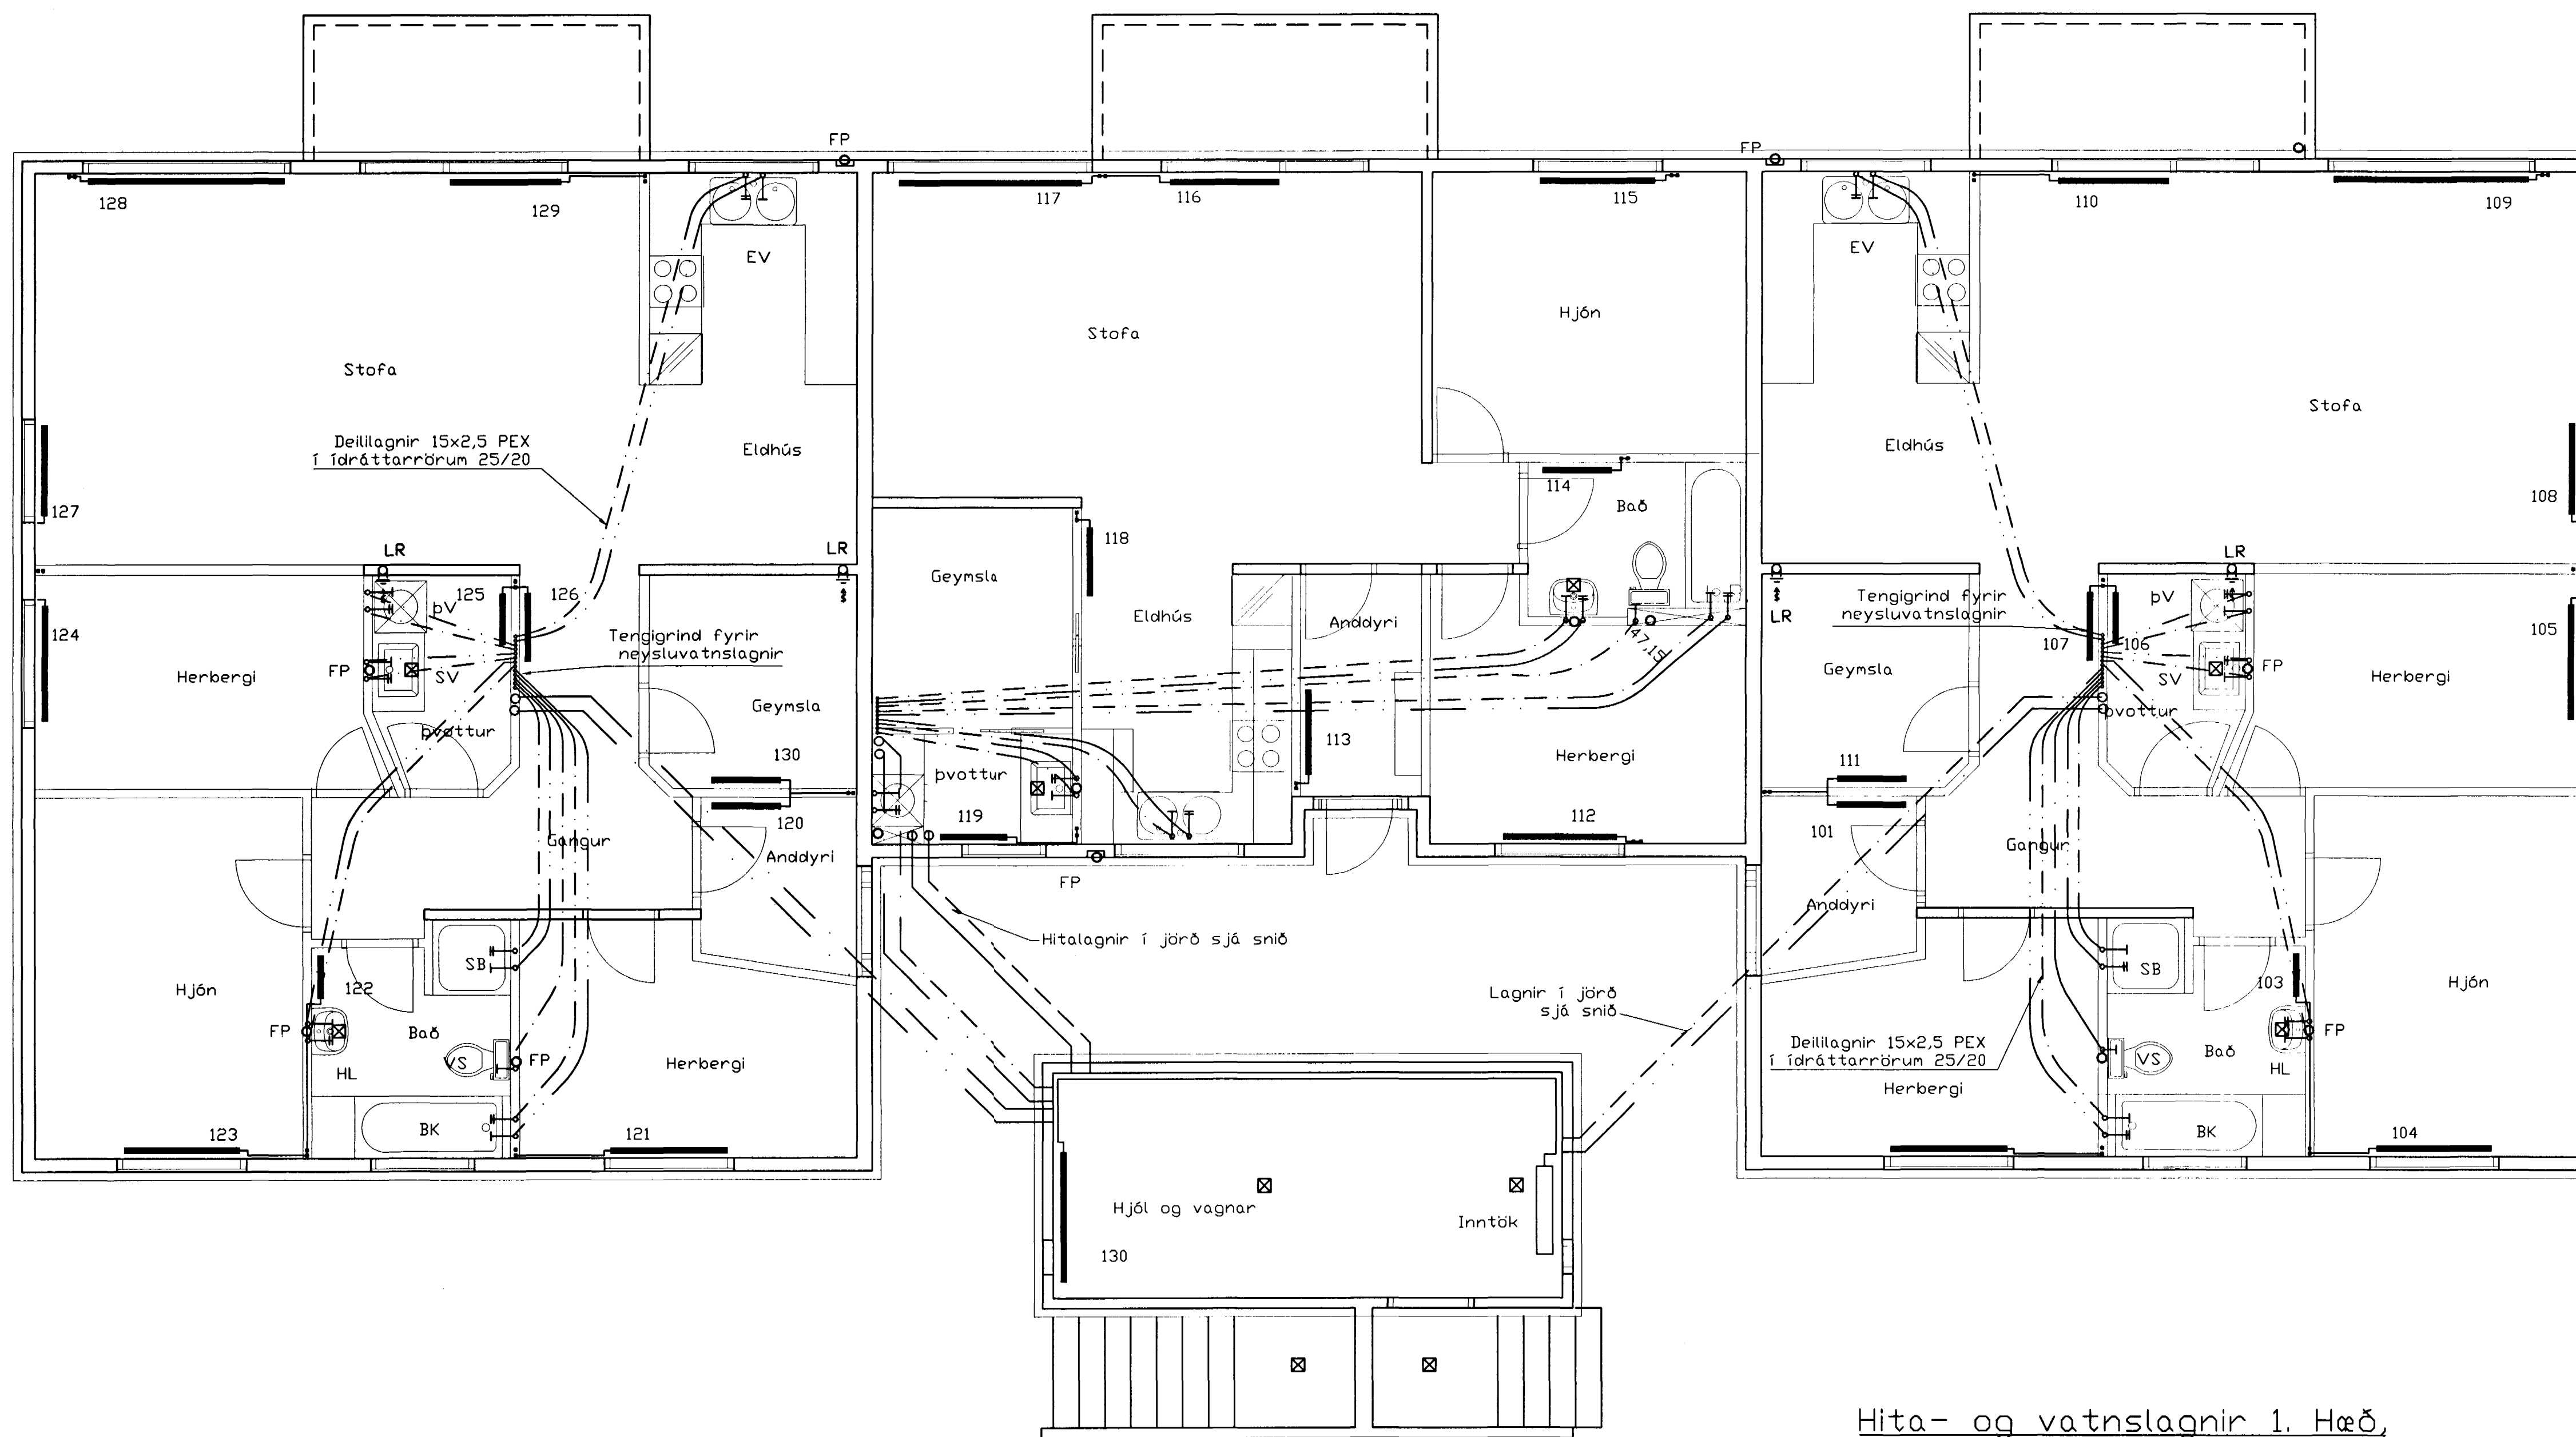 FP
FP
128
129
117
116
115
110
109
EV
EV
Hjón
Stofa
Stofa
Stofa
Deililagnir 15x2,5 PEX
í ídráttarrörum 25/20
Eldhús
Eldhús
127
114
Bað
108
118
LR
LR
LR
Geymsla
125
126
þV
þV
124
Tengigrind fyrir
neysluvatnslagnir
Eldhús
Anddyri
LR
Tengigrind fyrir
neysluvatnslagnir
107
106
105
47,15
Herbergi
FP
SV
Geymsla
Geymsla
SV
FP
Herbergi
þvottur
þvottur
130
þvottur
113
Herbergi
111
119
112
120
101
Gangur
Anddyri
Gangur
FP
Anddyri
Hitalagnir í jörð sjá snið
SB
SB
Hjón
122
103
Hjón
Lagnir í jörð
sjá snið
FP
Bað
FP
Deililagnir 15x2,5 PEX
í ídráttarrörum 25/20
VS
HL
Herbergi
VS
Bað
HL
FP
Herbergi
123
BK
121
BK
104
Hjól og vagnar
Inntök
130
Hita- og vatnslagnir 1. Hæð,